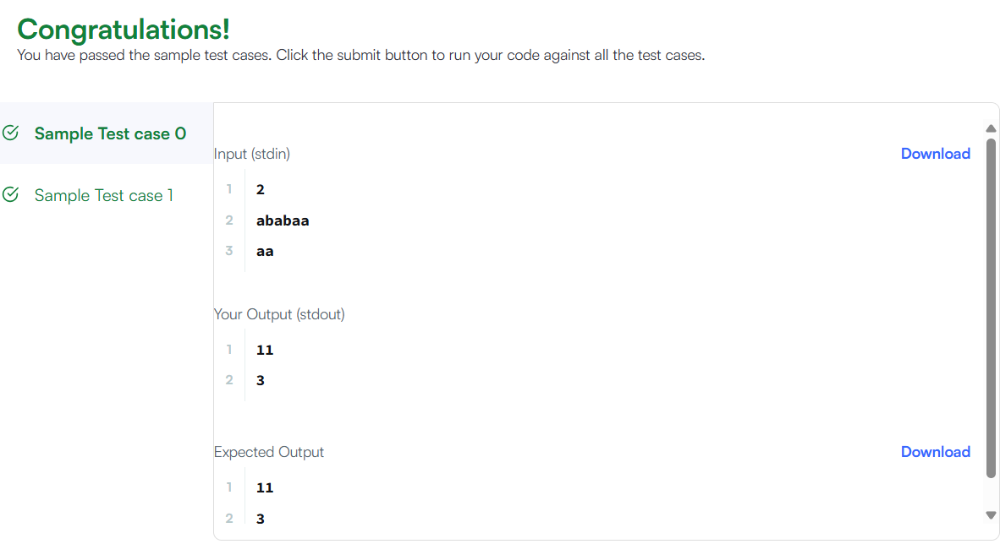 Congratulations!
You have passed the sample test cases. Click the submit button to run your code against all the test cases.
Sample Test case 0
Sample Test case 1
Input (stdin)
Download
1 2
2 ababaa
3 aa
Your Output (stdout)
1 11
2 3
Expected Output
Download
1 11
2 3